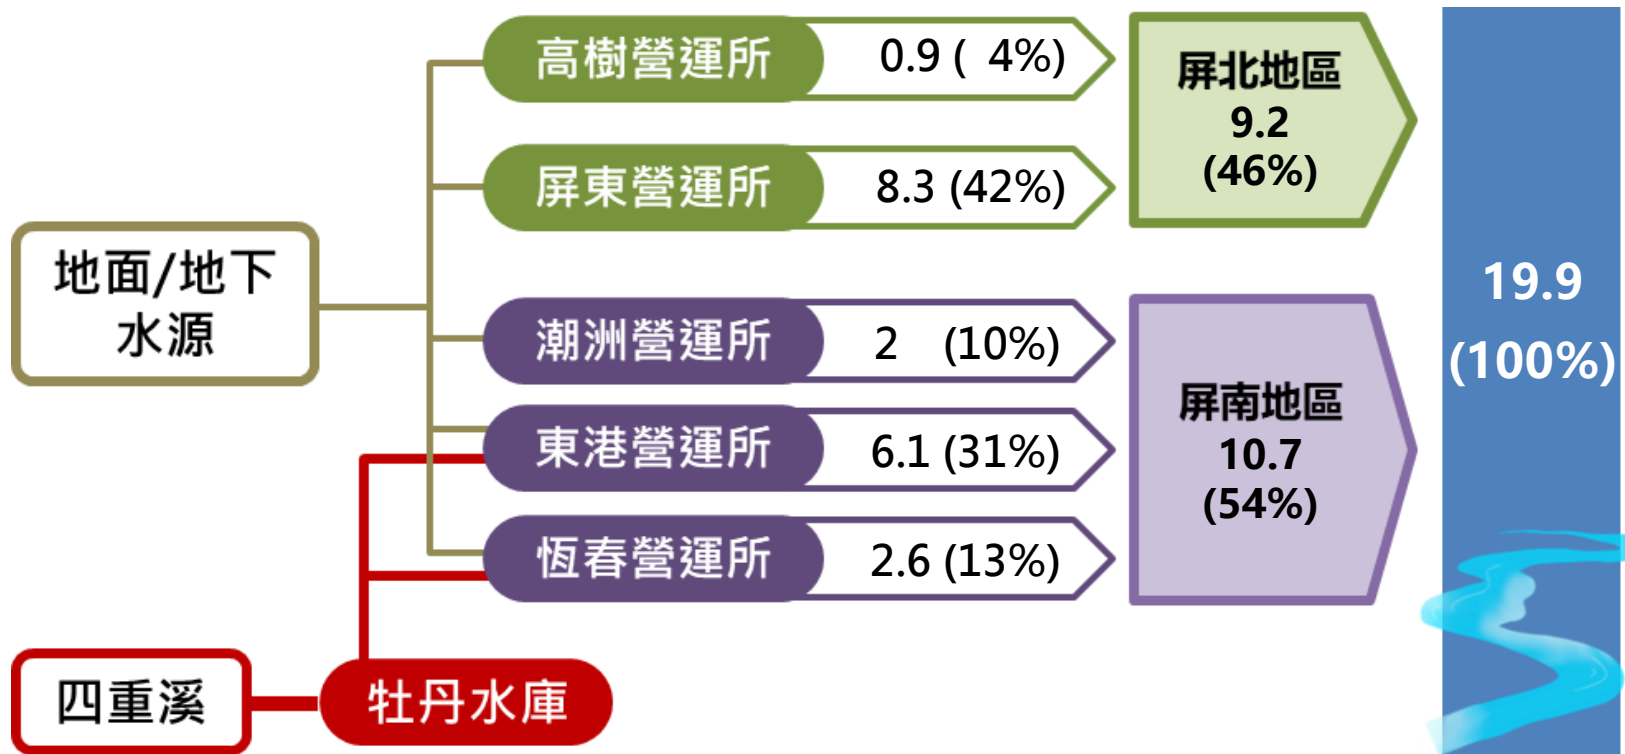 高樹營運所 0.9 ( 4%)
屏東營運所 8.3 (42%)
屏北地區
9.2
(46%)
地面/地下
水源
潮洲營運所 2 (10%)
東港營運所 6.1 (31%)
恆春營運所 2.6 (13%)
屏南地區
10.7
(54%)
19.9
(100%)
四重溪
牡丹水庫